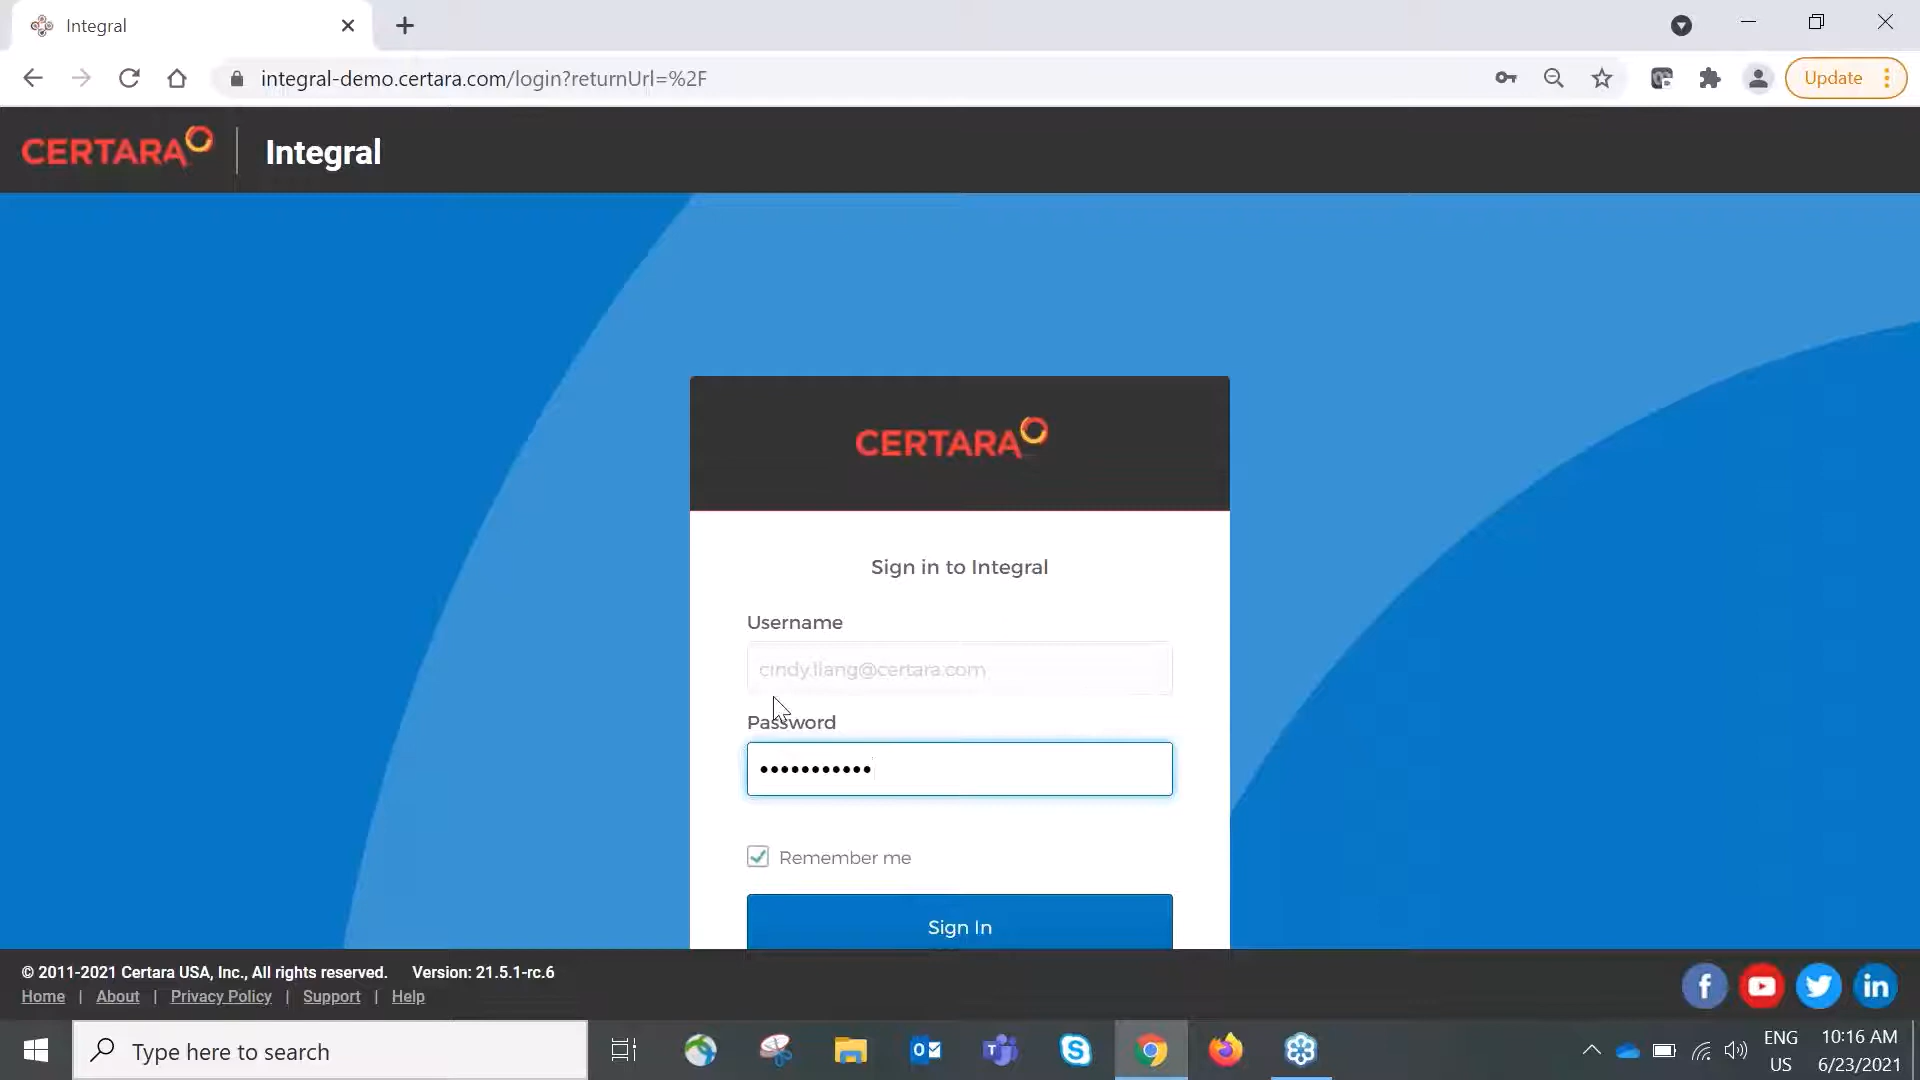 Integral
integral-demo.certara.com/login?returnUrl=%2F
Update
CERTARA
Integral
CERTARA
Sign in to Integral
Username
cindy.liang@certara.com
Password
Remember me
Sign In
© 2011-2021 Certara USA, Inc., All rights reserved. Version: 21.5.1-rc.6
Home | About | Privacy Policy | Support | Help
Type here to search
ENG
US
10:16 AM
6/23/2021